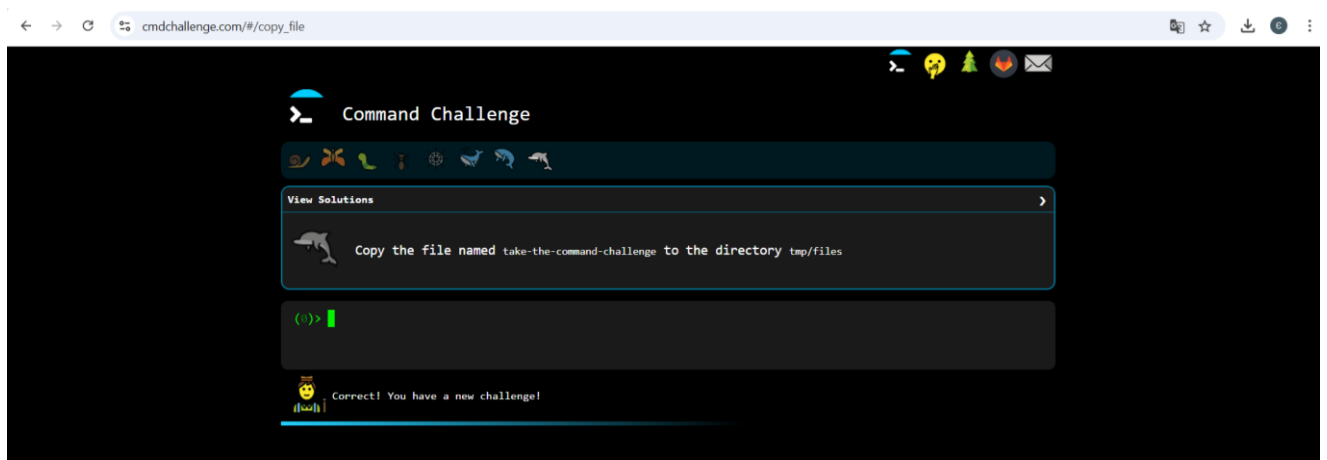 cmdchallenge.com/#/copy_file
>_
>_ Command Challenge
View Solutions ❯
Copy the file named take-the-command-challenge to the directory tmp/files
(0)>
Correct! You have a new challenge!